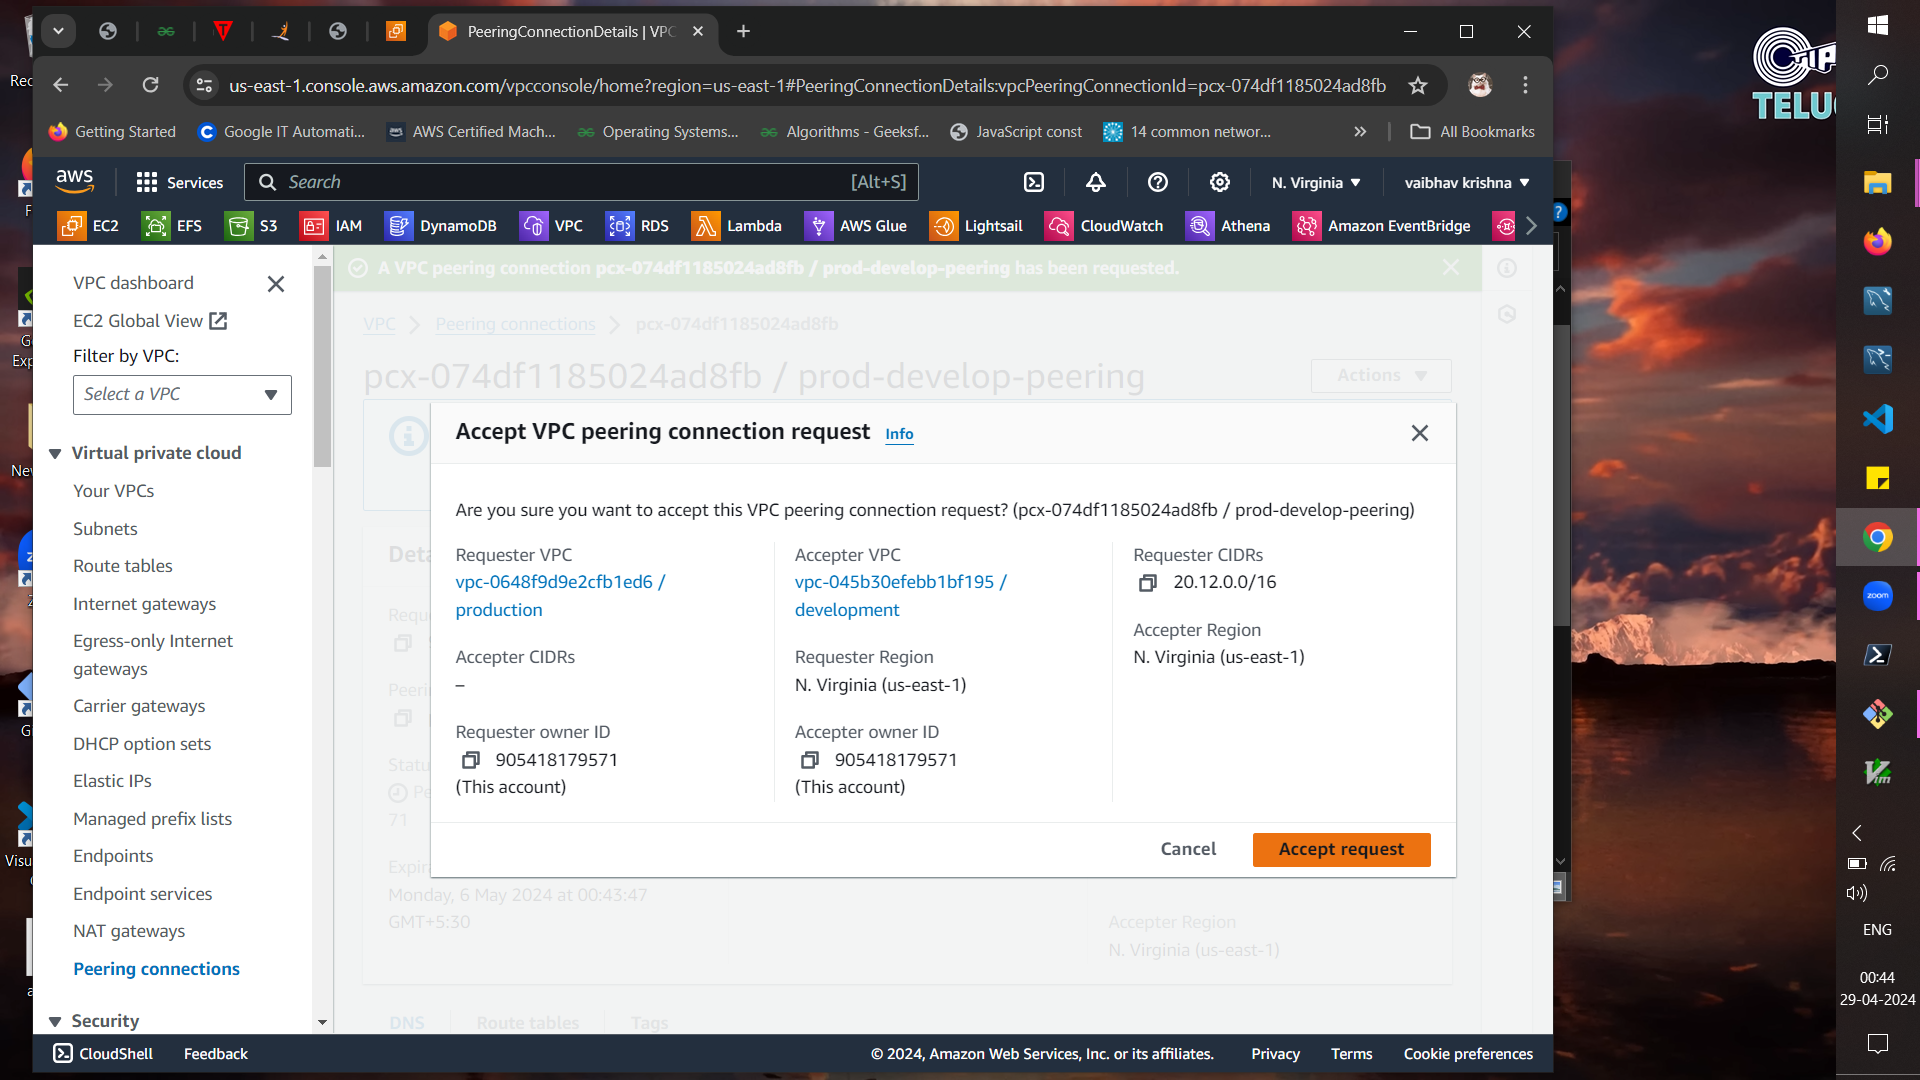 PeeringConnectionDetails | VPC
us-east-1.console.aws.amazon.com/vpcconsole/home?region=us-east-1#PeeringConnectionDetails:vpcPeeringConnectionId=pcx-074df1185024ad8fb
Getting Started
Google IT Automati...
AWS Certified Mach...
Operating Systems...
Algorithms - Geeksf...
JavaScript const
14 common networ...
All Bookmarks
aws
Services
Search
[Alt+S]
N. Virginia
vaibhav krishna
EC2
EFS
S3
IAM
DynamoDB
VPC
RDS
Lambda
AWS Glue
Lightsail
CloudWatch
Athena
Amazon EventBridge
VPC dashboard
EC2 Global View
Filter by VPC:
Select a VPC
Virtual private cloud
Your VPCs
Subnets
Route tables
Internet gateways
Egress-only Internet
gateways
Carrier gateways
DHCP option sets
Elastic IPs
Managed prefix lists
Endpoints
Endpoint services
NAT gateways
Peering connections
Security
A VPC peering connection pcx-074df1185024ad8fb / prod-develop-peering has been requested.
VPC
Peering connections
pcx-074df1185024ad8fb
pcx-074df1185024ad8fb / prod-develop-peering
Actions
Accept VPC peering connection request
Info
Are you sure you want to accept this VPC peering connection request? (pcx-074df1185024ad8fb / prod-develop-peering)
Requester VPC
vpc-0648f9d9e2cfb1ed6 /
production
Accepter VPC
vpc-045b30efebb1bf195 /
development
Requester CIDRs
20.12.0.0/16
Accepter CIDRs
–
Requester Region
N. Virginia (us-east-1)
Accepter Region
N. Virginia (us-east-1)
Requester owner ID
905418179571
(This account)
Accepter owner ID
905418179571
(This account)
Cancel
Accept request
71
Monday, 6 May 2024 at 00:43:47
GMT+5:30
Accepter Region
N. Virginia (us-east-1)
DNS
Route tables
Tags
CloudShell
Feedback
© 2024, Amazon Web Services, Inc. or its affiliates.
Privacy
Terms
Cookie preferences
zoom
ENG
00:44
29-04-2024